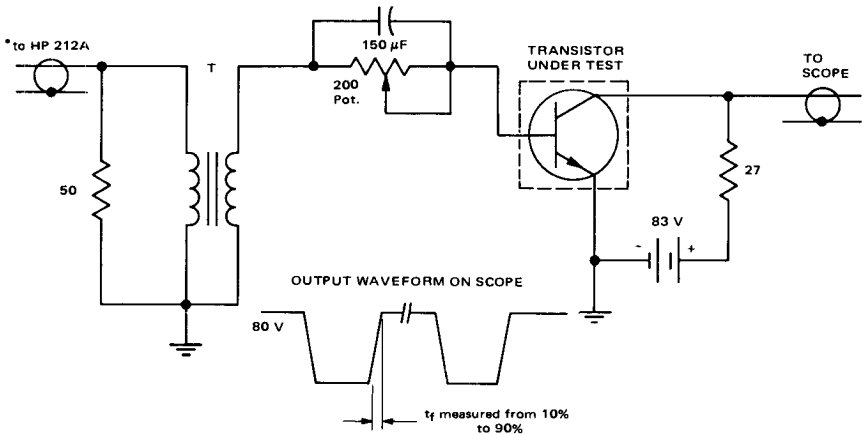 * to HP 212A
T
150 μF
200
Pot.
50
TRANSISTOR
UNDER TEST
TO
SCOPE
27
83 V
- +
OUTPUT WAVEFORM ON SCOPE
80 V
tf measured from 10%
to 90%